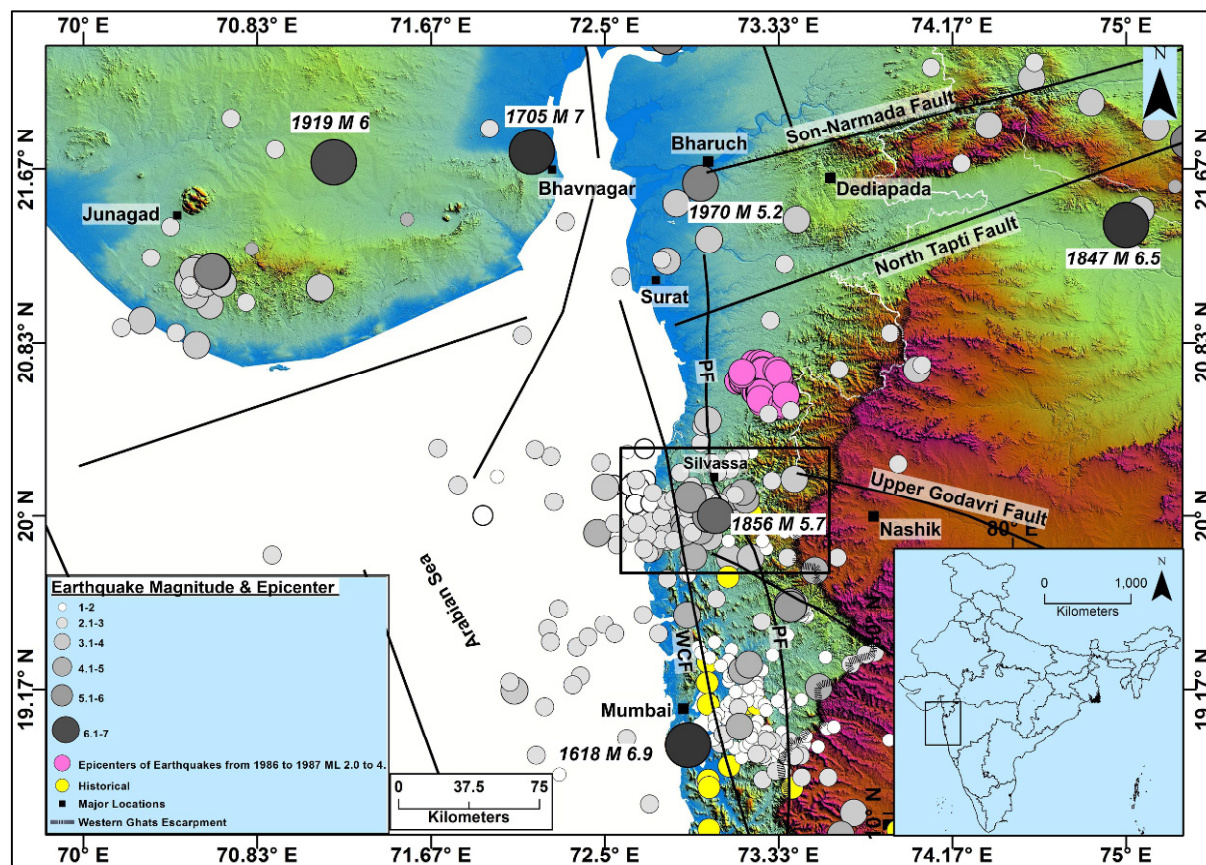 70° E 70.83° E 71.67° E 72.5° E 73.33° E 74.17° E 75° E
N
1919 M 6
1705 M 7
Son-Narmada Fault
Bharuch
21.67° N
21.67° N
Bhavnagar
Dediapada
Junagad
1970 M 5.2
North Tapti Fault
1847 M 6.5
Surat
20.83° N
20.83° N
PF
Silvassa
Upper Godavri Fault
20° N
1856 M 5.7
Nashik
80° E
20° N
Arabian Sea
Earthquake Magnitude & Epicenter
1-2
2.1-3
3.1-4
4.1-5
5.1-6
6.1-7
Epicenters of Earthquakes from 1986 to 1987 ML 2.0 to 4.
Historical
Major Locations
Western Ghats Escarpment
WCF
PF
19.17° N
19.17° N
Mumbai
1618 M 6.9
0 37.5 75
Kilometers
0 1,000
Kilometers
N
70° E 70.83° E 71.67° E 72.5° E 73.33° E 74.17° E 75° E